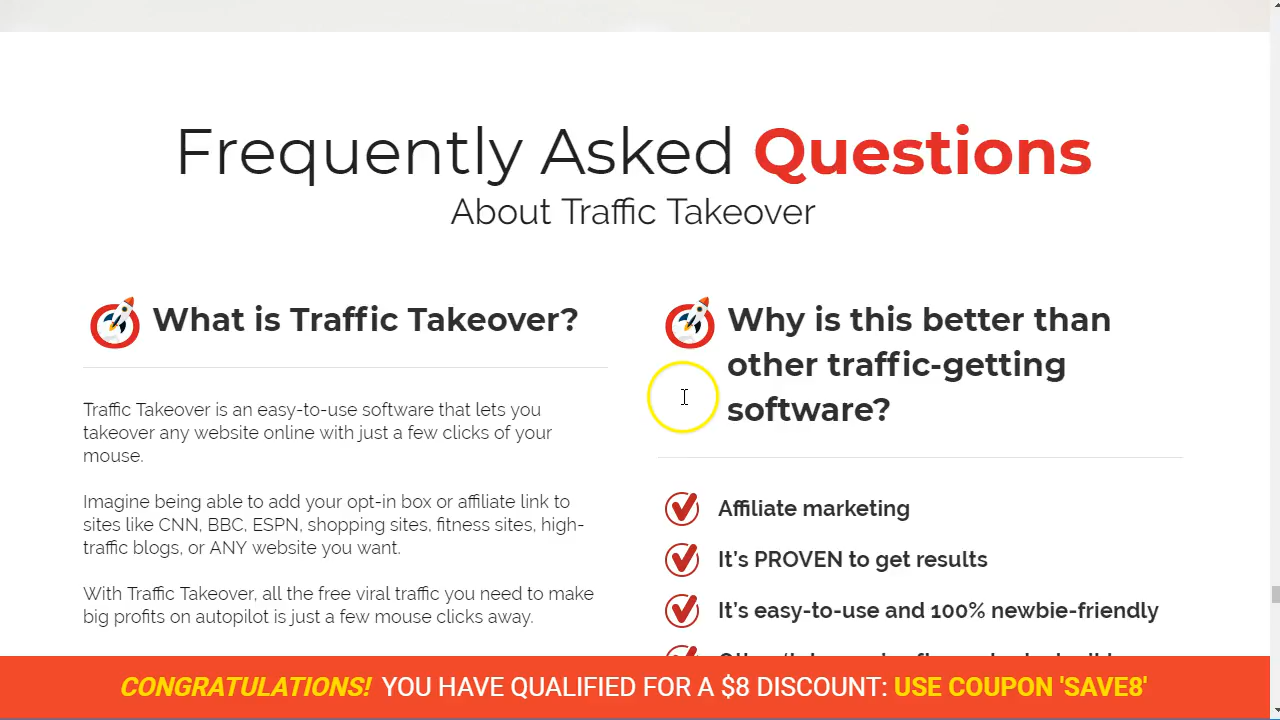 Frequently Asked Questions
About Traffic Takeover
What is Traffic Takeover?
Traffic Takeover is an easy-to-use software that lets you
takeover any website online with just a few clicks of your
mouse.
Imagine being able to add your opt-in box or affiliate link to
sites like CNN, BBC, ESPN, shopping sites, fitness sites, high-
traffic blogs, or ANY website you want.
With Traffic Takeover, all the free viral traffic you need to make
big profits on autopilot is just a few mouse clicks away.
Why is this better than
other traffic-getting
software?
Affiliate marketing
It's PROVEN to get results
It's easy-to-use and 100% newbie-friendly
CONGRATULATIONS! YOU HAVE QUALIFIED FOR A $8 DISCOUNT: USE COUPON 'SAVE8'